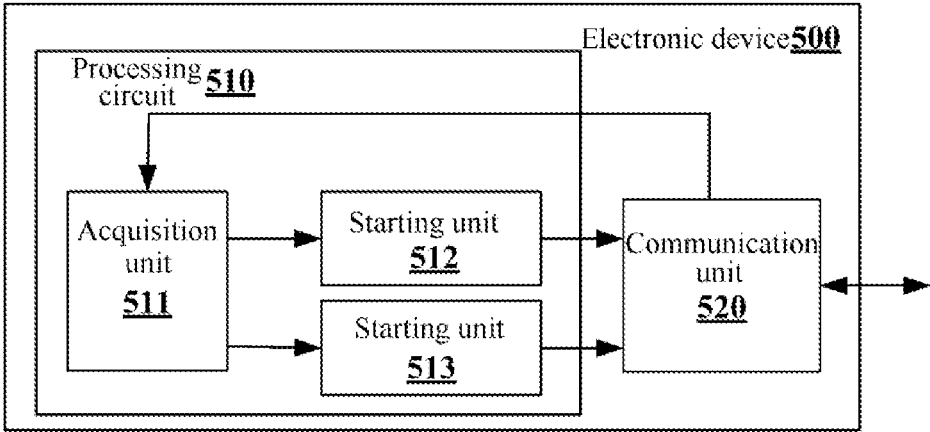 Electronic device500
Processing
circuit 510
Acquisition
unit
511
Starting unit
512
Starting unit
513
Communication
unit
520